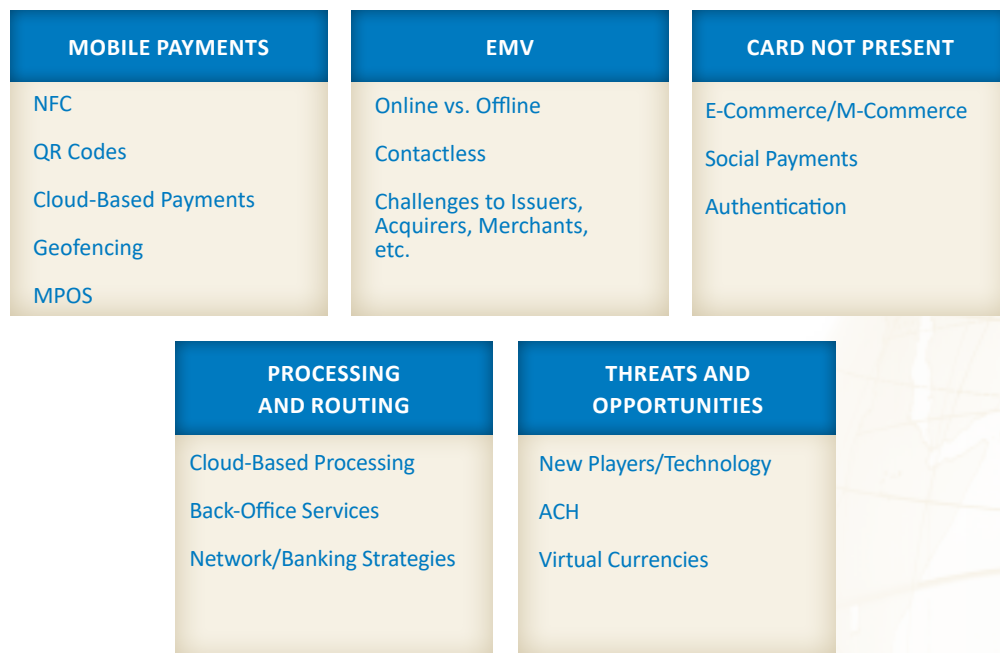 MOBILE PAYMENTS
NFC
QR Codes
Cloud-Based Payments
Geofencing
MPOS
EMV
Online vs. Offline
Contactless
Challenges to Issuers,
Acquirers, Merchants,
etc.
CARD NOT PRESENT
E-Commerce/M-Commerce
Social Payments
Authentication
PROCESSING
AND ROUTING
Cloud-Based Processing
Back-Office Services
Network/Banking Strategies
THREATS AND
OPPORTUNITIES
New Players/Technology
ACH
Virtual Currencies